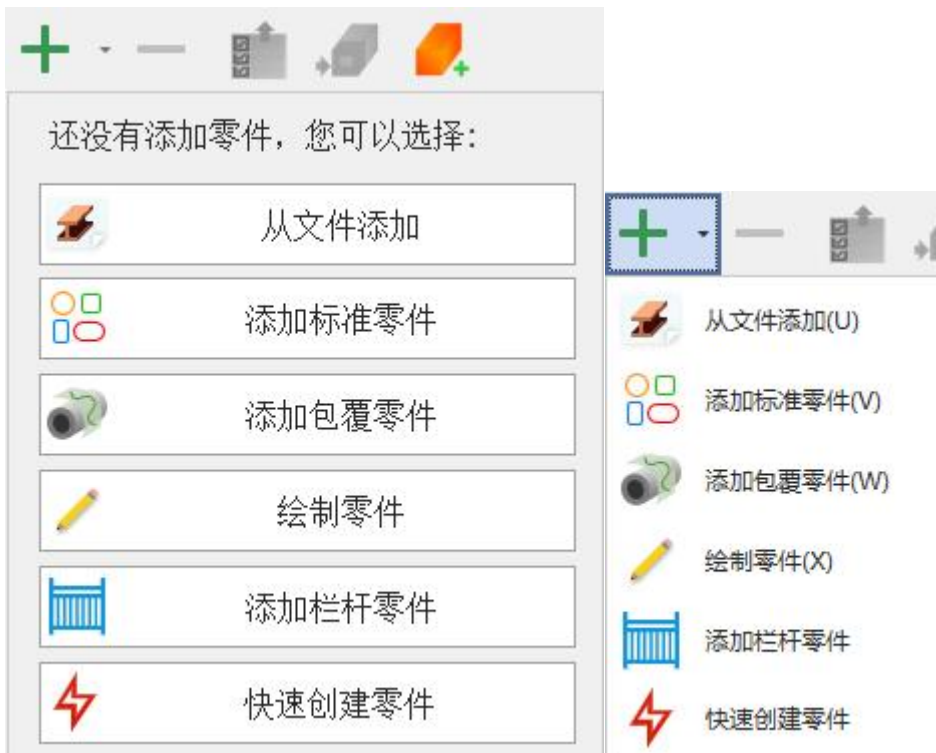 还没有添加零件，您可以选择:
从文件添加
添加标准零件
添加包覆零件
绘制零件
添加栏杆零件
快速创建零件
从文件添加(U)
添加标准零件(V)
添加包覆零件(W)
绘制零件(X)
添加栏杆零件
快速创建零件